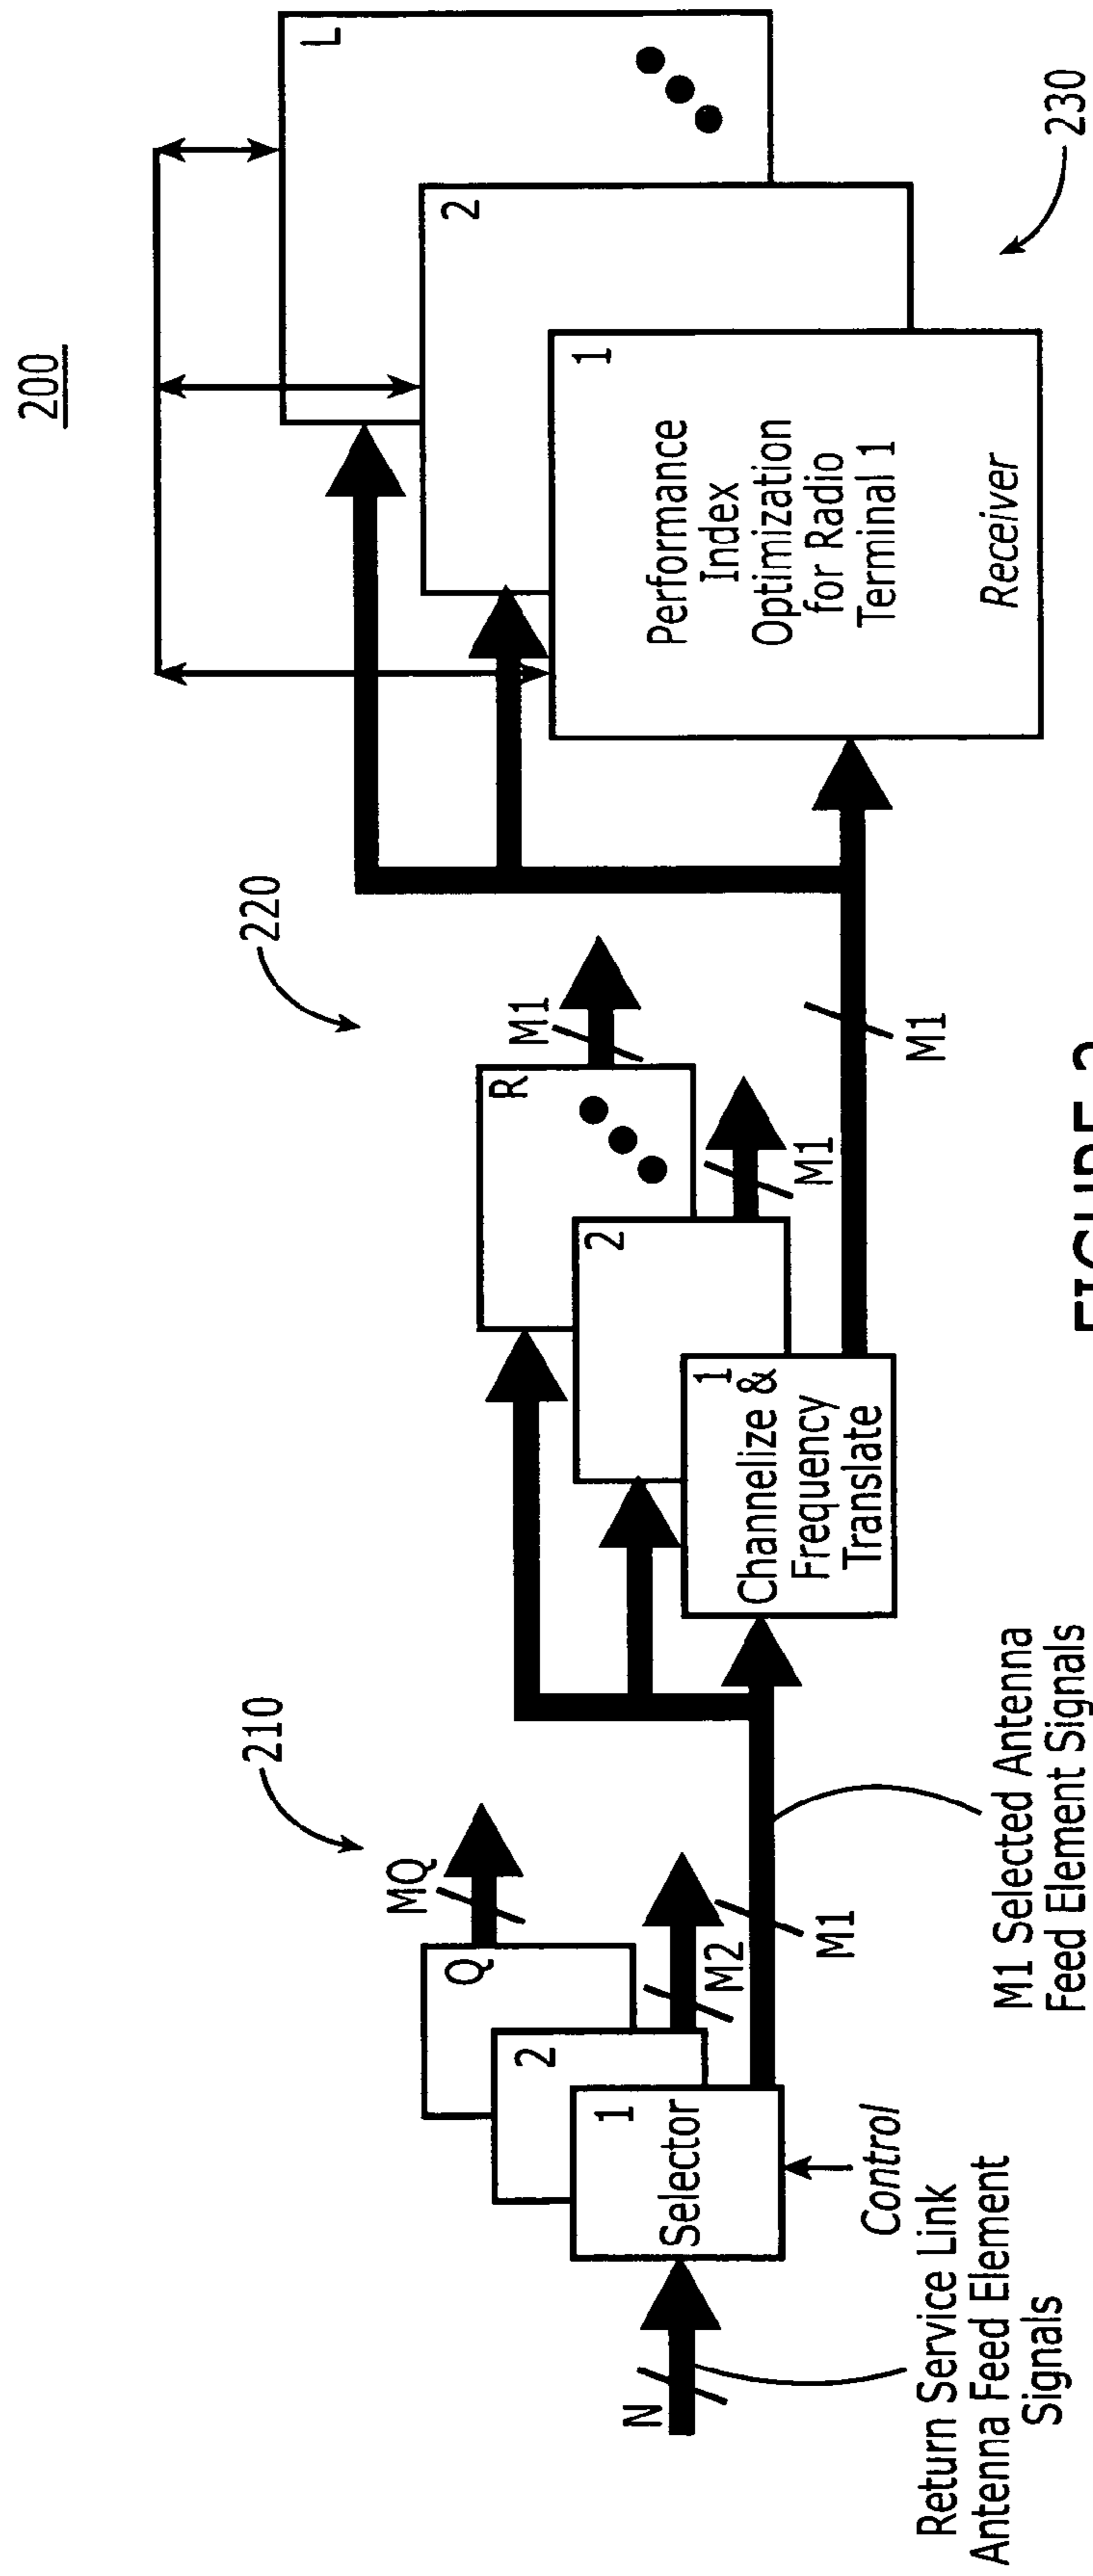 200
210
220
230
N
Return Service Link
Antenna Feed Element
Signals
1
Selector
2
Q
Control
MQ
M2
M1
M1 Selected Antenna
Feed Element Signals
1
Channelize &
Frequency
Translate
2
R
M1
M1
M1
1
Performance
Index
Optimization
for Radio
Terminal 1
Receiver
2
L